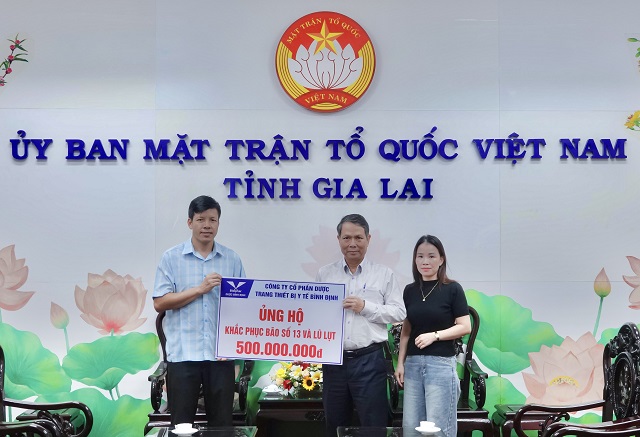 MẶT TRẬN TỔ QUỐC
VIỆT NAM
ỦY BAN MẶT TRẬN TỔ QUỐC VIỆT NAM
TỈNH GIA LAI
CÔNG TY CỔ PHẦN DƯỢC
TRANG THIẾT BỊ Y TẾ BÌNH ĐỊNH
ỦNG HỘ
KHẮC PHỤC BÃO SỐ 13 VÀ LŨ LỤT
500.000.000đ